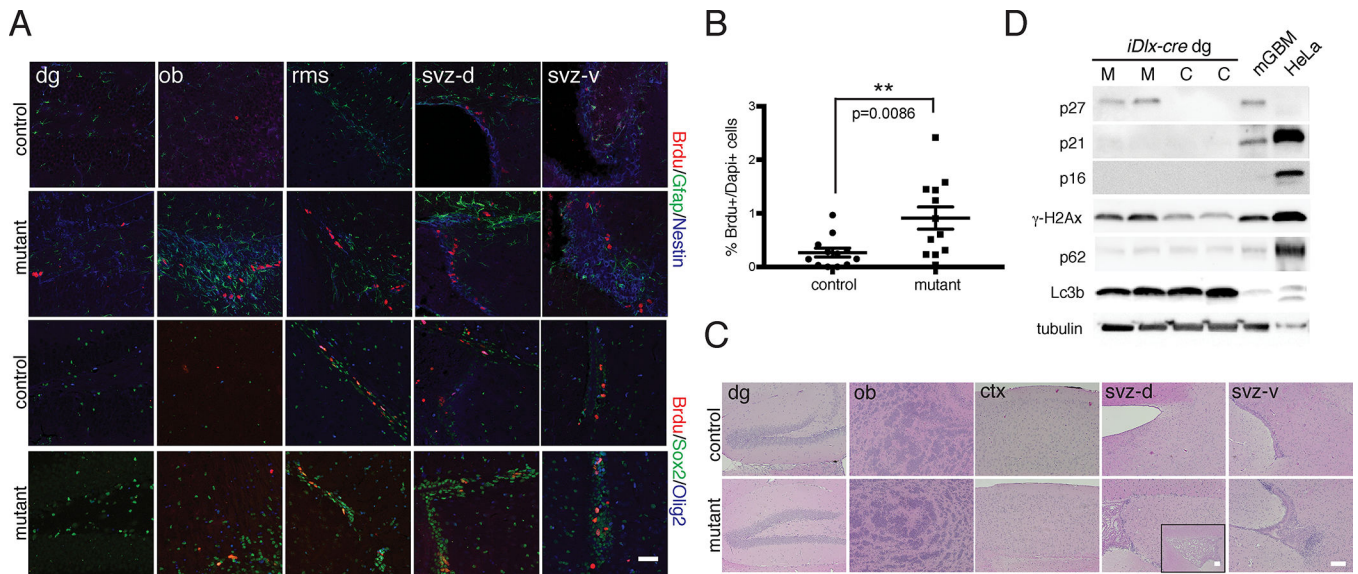 A
dg ob rms svz-d svz-v
control
mutant
Brdu/Gfap/Nestin
control
mutant
Brdu/Sox2/Olig2
B
**
p=0.0086
% Brdu+/Dapi+ cells
3
2
1
0
control mutant
C
dg ob ctx svz-d svz-v
control
mutant
D
iDlx-cre dg
M M C C mGBM HeLa
p27
p21
p16
γ-H2Ax
p62
Lc3b
tubulin